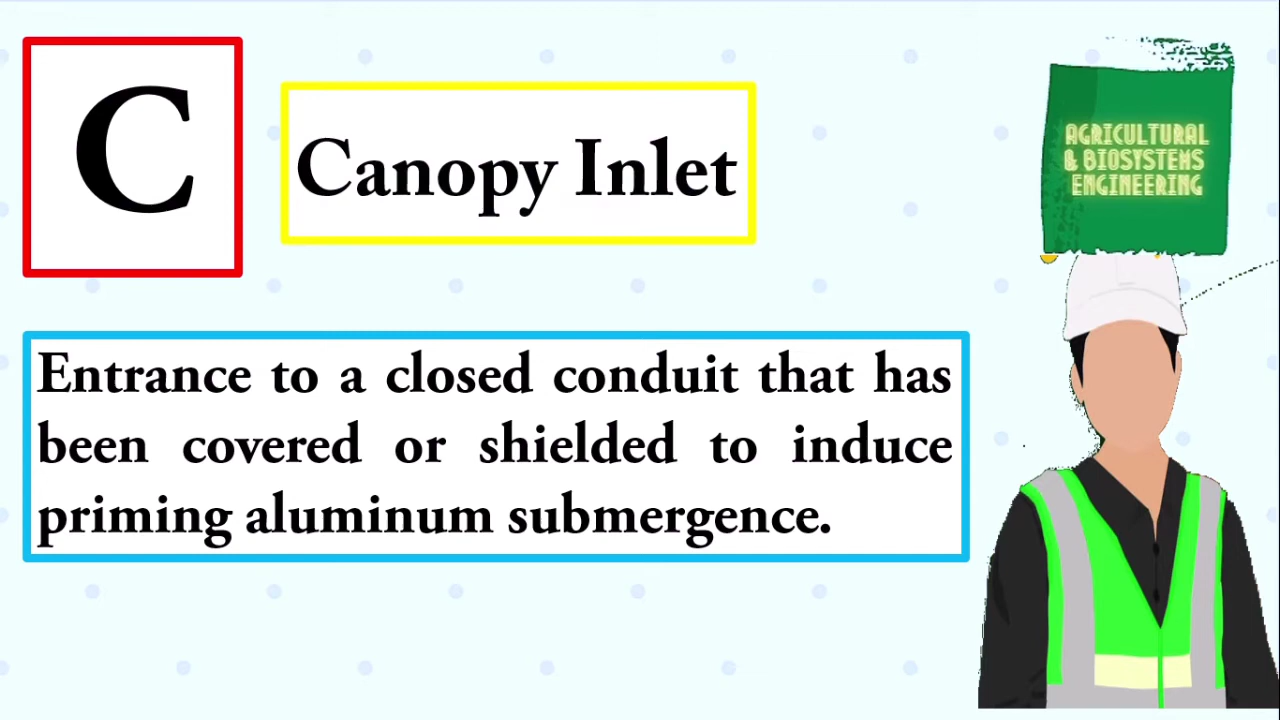 C
Canopy Inlet
AGRICULTURAL
& BIOSYSTEMS
ENGINEERING
Entrance to a closed conduit that has
been covered or shielded to induce
priming aluminum submergence.